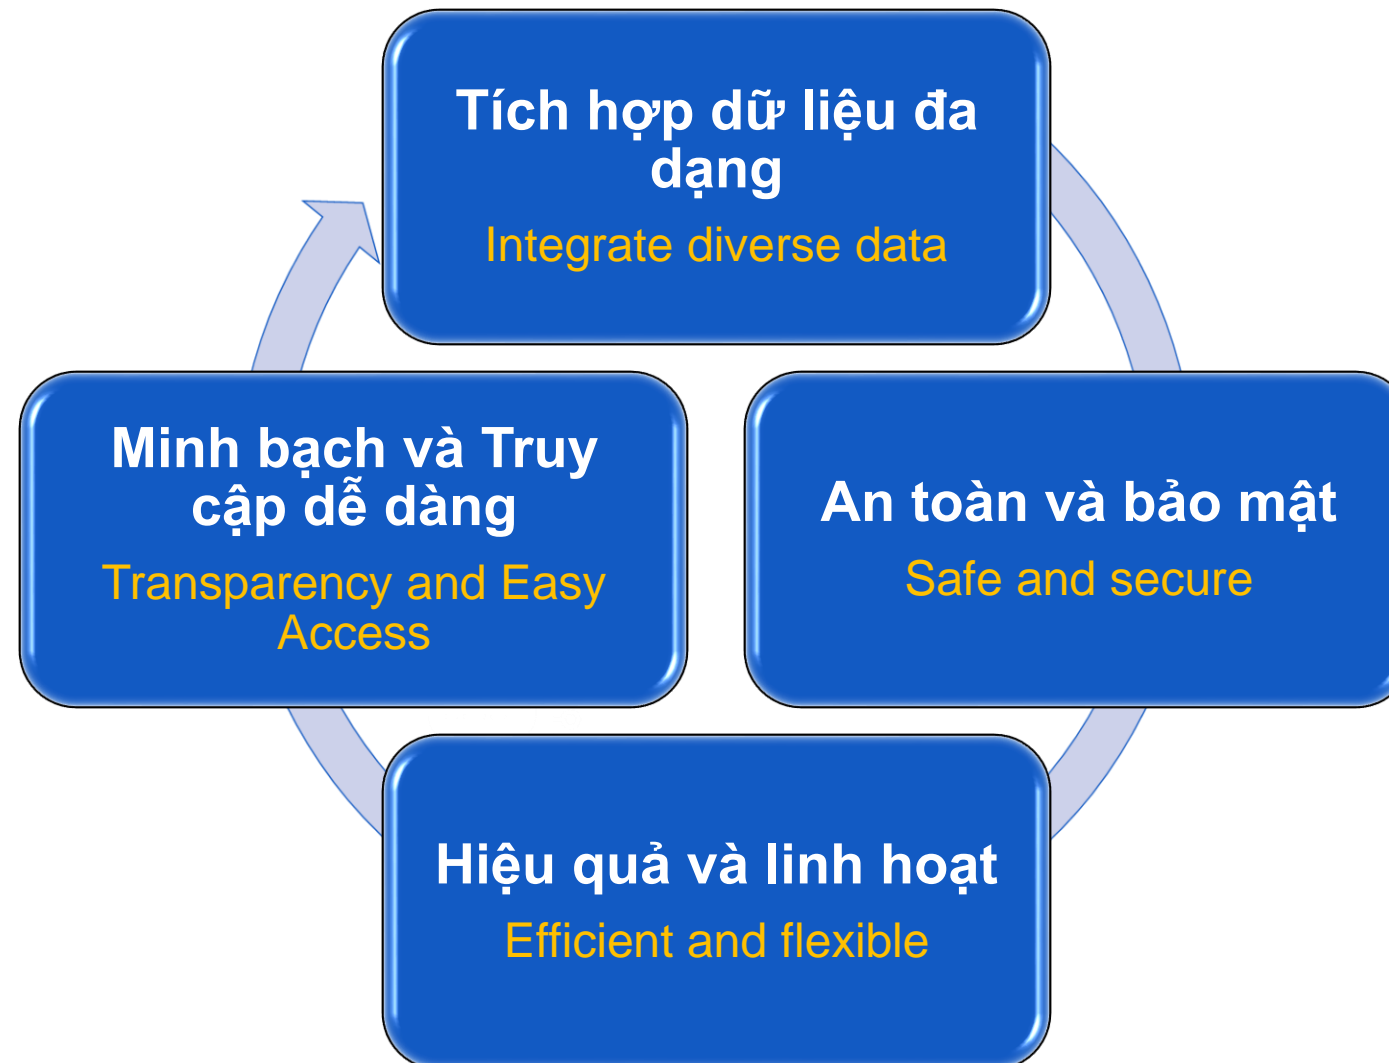 Tích hợp dữ liệu đa
dạng
Integrate diverse data
Minh bạch và Truy
cập dễ dàng
Transparency and Easy
Access
An toàn và bảo mật
Safe and secure
Hiệu quả và linh hoạt
Efficient and flexible